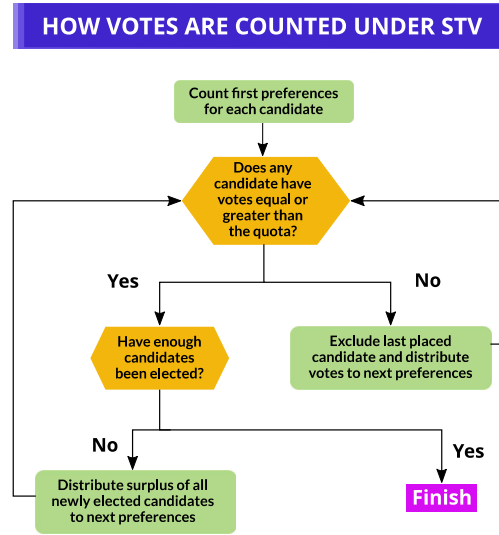 HOW VOTES ARE COUNTED UNDER STV
Count first preferences
for each candidate
Does any
candidate have
votes equal or
greater than
the quota?
Yes
No
Have enough
candidates
been elected?
Exclude last placed
candidate and distribute
votes to next preferences
No
Yes
Distribute surplus of all
newly elected candidates
to next preferences
Finish